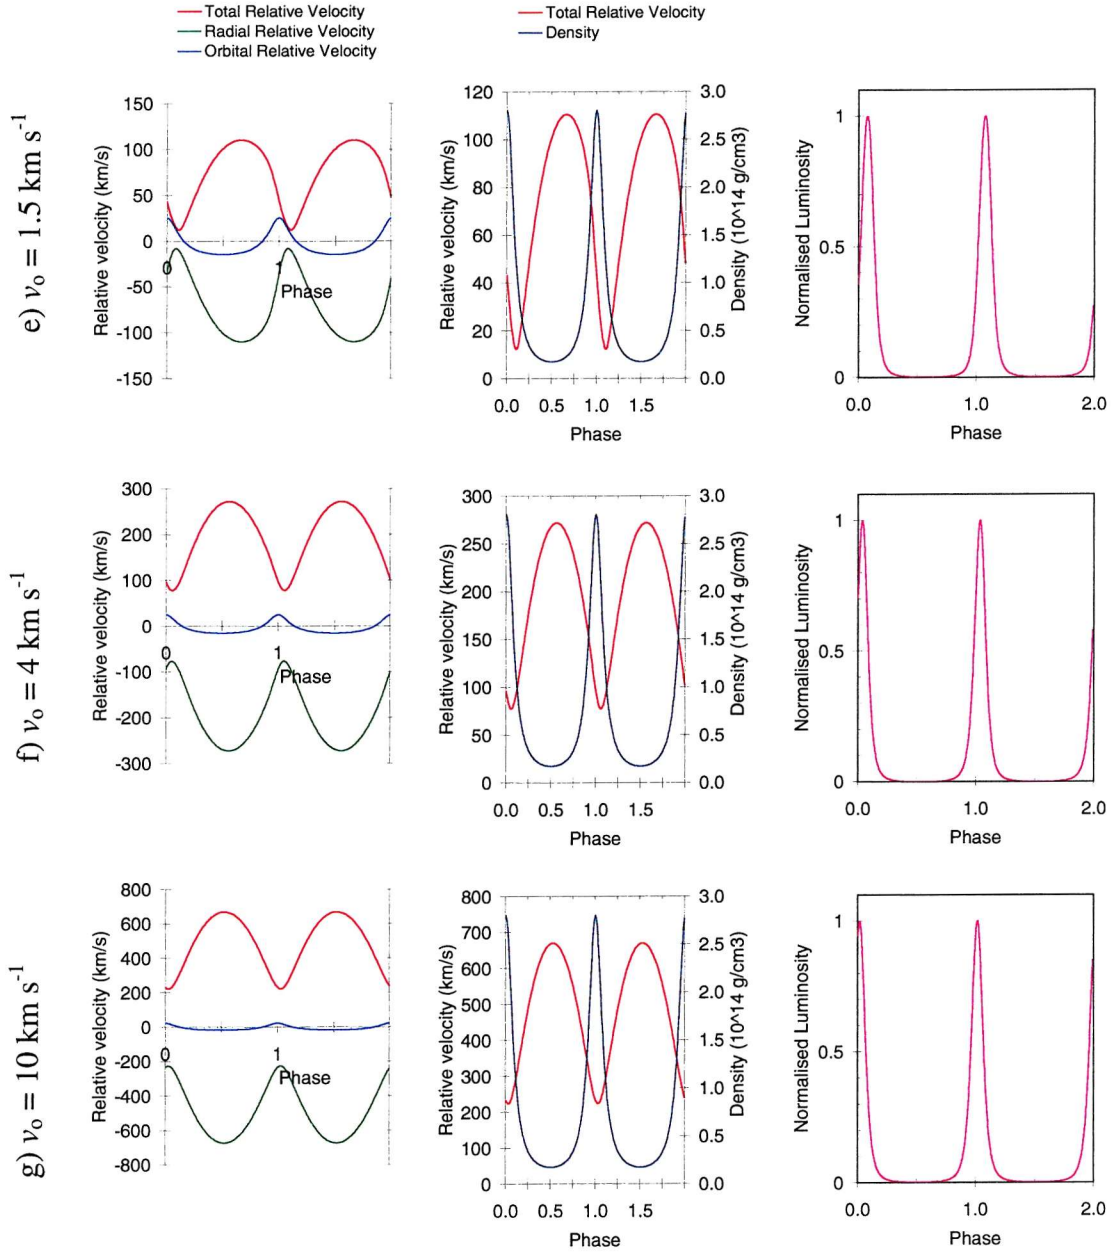 Total Relative Velocity
Radial Relative Velocity
Orbital Relative Velocity
Total Relative Velocity
Density
e) vo = 1.5 km s-1
Relative velocity (km/s)
150
100
50
0
-50
-100
-150
0
1
Phase
Relative velocity (km/s)
120
100
80
60
40
20
0
0.0 0.5 1.0 1.5
Phase
3.0
2.5
2.0
1.5
1.0
0.5
0.0
Density (10^14 g/cm3)
Normalised Luminosity
1
0.5
0
0.0 1.0 2.0
Phase
f) vo = 4 km s-1
Relative velocity (km/s)
300
200
100
0
-100
-200
-300
0
1
Phase
Relative velocity (km/s)
300
250
200
150
100
50
0
0.0 0.5 1.0 1.5
Phase
3.0
2.5
2.0
1.5
1.0
0.5
0.0
Density (10^14 g/cm3)
Normalised Luminosity
1
0.5
0
0.0 1.0 2.0
Phase
g) vo = 10 km s-1
Relative velocity (km/s)
800
600
400
200
0
-200
-400
-600
-800
0
1
Phase
Relative velocity (km/s)
800
700
600
500
400
300
200
100
0
0.0 0.5 1.0 1.5
Phase
3.0
2.5
2.0
1.5
1.0
0.5
0.0
Density (10^14 g/cm3)
Normalised Luminosity
1
0.5
0
0.0 1.0 2.0
Phase